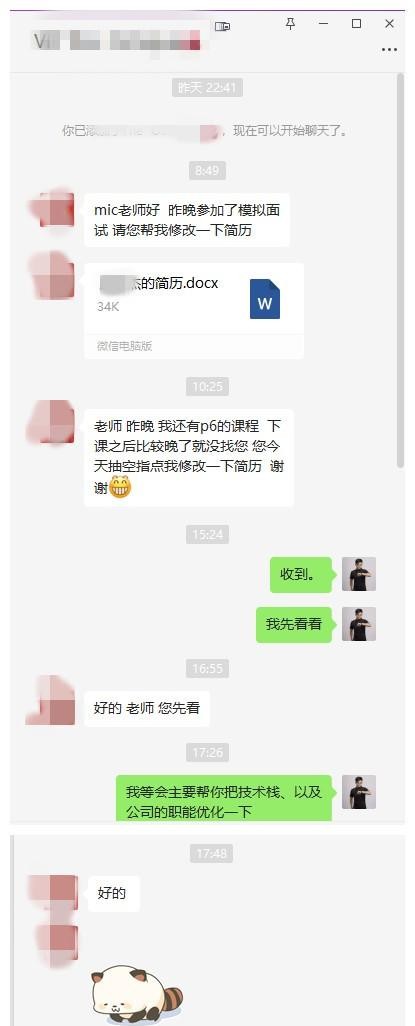 昨天 22:41
你已添加了
,现在可以开始聊天了。
8:49
mic老师好 昨晚参加了模拟面
试 请您帮我修改一下简历
杰的简历.docx
34K
W
微信电脑版
10:25
老师 昨晚 我还有p6的课程 下
课之后比较晚了就没找您 您今
天抽空指点我修改一下简历 谢
谢
15:24
收到。
我先看看
16:55
好的 老师 您先看
17:26
我等会主要帮你把技术栈、以及
公司的职能优化一下
17:48
好的